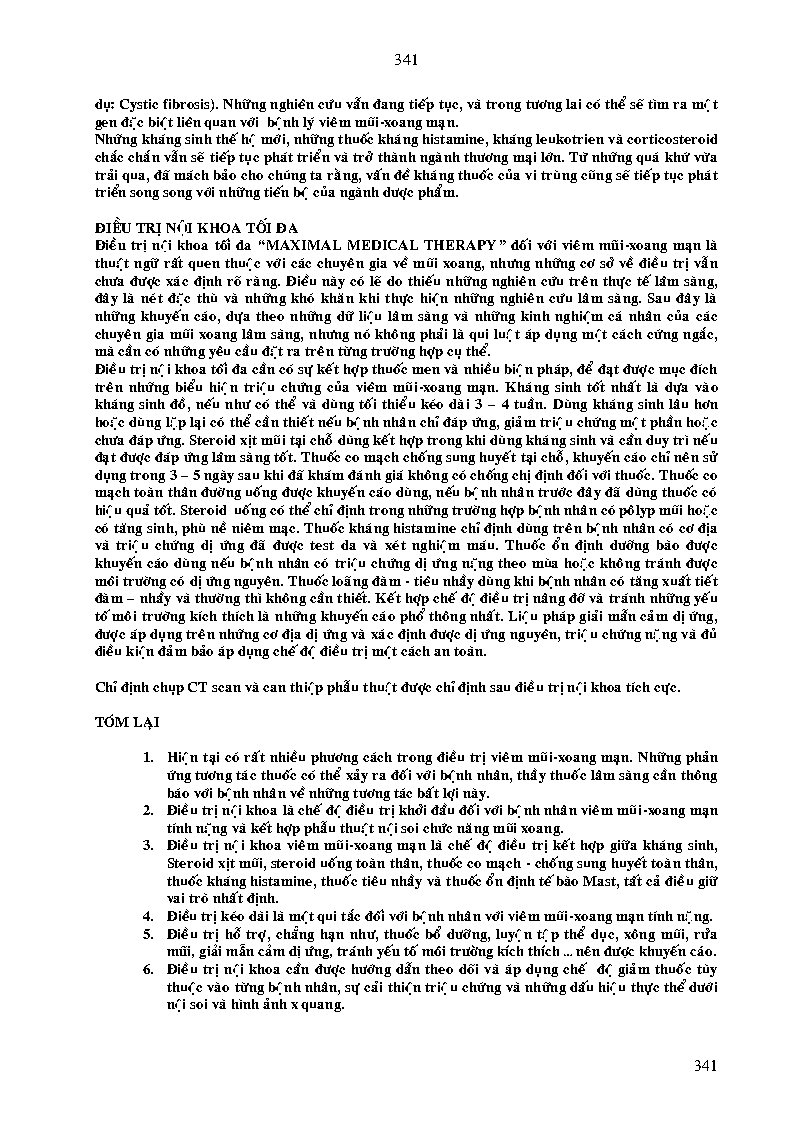 341
dụ: Cystic fibrosis). Những nghiên cứu vẫn đang tiếp tục, và trong tương lai có thể sẽ tìm ra một
gen đặc biệt liên quan với bệnh lý viêm mũi-xoang mạn.
Những kháng sinh thế hệ mới, những thuốc kháng histamine, kháng leukotrien và corticosteroid
chắc chắn vẫn sẽ tiếp tục phát triển và trở thành ngành thương mại lớn. Từ những quá khứ vừa
trải qua, đã mách bảo cho chúng ta rằng, vấn đề kháng thuốc của vi trùng cũng sẽ tiếp tục phát
triển song song với những tiến bộ của ngành dược phẩm.
ĐIỀU TRỊ NỘI KHOA TỐI ĐA
Điều trị nội khoa tối đa “MAXIMAL MEDICAL THERAPY” đối với viêm mũi-xoang mạn là
thuật ngữ rất quen thuộc với các chuyên gia về mũi xoang, nhưng những cơ sở về điều trị vẫn
chưa được xác định rõ ràng. Điều này có lẽ do thiếu những nghiên cứu trên thực tế lâm sàng,
đây là nét đặc thù và những khó khăn khi thực hiện những nghiên cứu lâm sàng. Sau đây là
những khuyến cáo, dựa theo những dữ liệu lâm sàng và những kinh nghiệm cá nhân của các
chuyên gia mũi xoang lâm sàng, nhưng nó không phải là qui luật áp dụng một cách cứng ngắc,
mà cần có những yêu cầu đặt ra trên từng trường hợp cụ thể.
Điều trị nội khoa tối đa cần có sự kết hợp thuốc men và nhiều biện pháp, để đạt được mục đích
trên những biểu hiện triệu chứng của viêm mũi-xoang mạn. Kháng sinh tốt nhất là dựa vào
kháng sinh đồ, nếu như có thể và dùng tối thiểu kéo dài 3 – 4 tuần. Dùng kháng sinh lâu hơn
hoặc dùng lặp lại có thể cần thiết nếu bệnh nhân chỉ đáp ứng, giảm triệu chứng một phần hoặc
chưa đáp ứng. Steroid xịt mũi tại chỗ dùng kết hợp trong khi dùng kháng sinh và cần duy trì nếu
đạt được đáp ứng lâm sàng tốt. Thuốc co mạch chống sung huyết tại chỗ, khuyến cáo chỉ nên sử
dụng trong 3 – 5 ngày sau khi đã khám đánh giá không có chống chị định đối với thuốc. Thuốc co
mạch toàn thân đường uống được khuyến cáo dùng, nếu bệnh nhân trước đây đã dùng thuốc có
hiệu quả tốt. Steroid uống có thể chỉ định trong những trường hợp bệnh nhân có pôlyp mũi hoặc
có tăng sinh, phù nề niêm mạc. Thuốc kháng histamine chỉ định dùng trên bệnh nhân có cơ địa
và triệu chứng dị ứng đã được test da và xét nghiệm máu. Thuốc ổn định dưỡng bào được
khuyến cáo dùng nếu bệnh nhân có triệu chứng dị ứng nặng theo mùa hoặc không tránh được
môi trường có dị ứng nguyên. Thuốc loãng đàm - tiêu nhầy dùng khi bệnh nhân có tăng xuất tiết
đàm – nhầy và thường thì không cần thiết. Kết hợp chế độ điều trị nâng đỡ và tránh những yếu
tố môi trường kích thích là những khuyến cáo phổ thông nhất. Liệu pháp giải mẫn cảm dị ứng,
được áp dụng trên những cơ địa dị ứng và xác định được dị ứng nguyên, triệu chứng nặng và đủ
điều kiện đảm bảo áp dụng chế độ điều trị một cách an toàn.
Chỉ định chụp CT scan và can thiệp phẫu thuật được chỉ định sau điều trị nội khoa tích cực.
TÓM LẠI
1. Hiện tại có rất nhiều phương cách trong điều trị viêm mũi-xoang mạn. Những phản
ứng tương tác thuốc có thể xảy ra đối với bệnh nhân, thầy thuốc lâm sàng cần thông
báo với bệnh nhân về những tương tác bất lợi này.
2. Điều trị nội khoa là chế độ điều trị khởi đầu đối với bệnh nhân viêm mũi-xoang mạn
tính nặng và kết hợp phẫu thuật nội soi chức năng mũi xoang.
3. Điều trị nội khoa viêm mũi-xoang mạn là chế độ điều trị kết hợp giữa kháng sinh,
Steroid xịt mũi, steroid uống toàn thân, thuốc co mạch - chống sung huyết toàn thân,
thuốc kháng histamine, thuốc tiêu nhầy và thuốc ổn định tế bào Mast, tất cả điều giữ
vai trò nhất định.
4. Điều trị kéo dài là một qui tắc đối với bệnh nhân với viêm mũi-xoang mạn tính nặng.
5. Điều trị hỗ trợ, chẳng hạn như, thuốc bổ dưỡng, luyện tập thể dục, xông mũi, rửa
mũi, giải mẫn cảm dị ứng, tránh yếu tố môi trường kích thích ... nên được khuyến cáo.
6. Điều trị nội khoa cần được hướng dẫn theo dõi và áp dụng chế độ giảm thuốc tùy
thuộc vào từng bệnh nhân, sự cải thiện triệu chứng và những dấu hiệu thực thể dưới
nội soi và hình ảnh x quang.
341